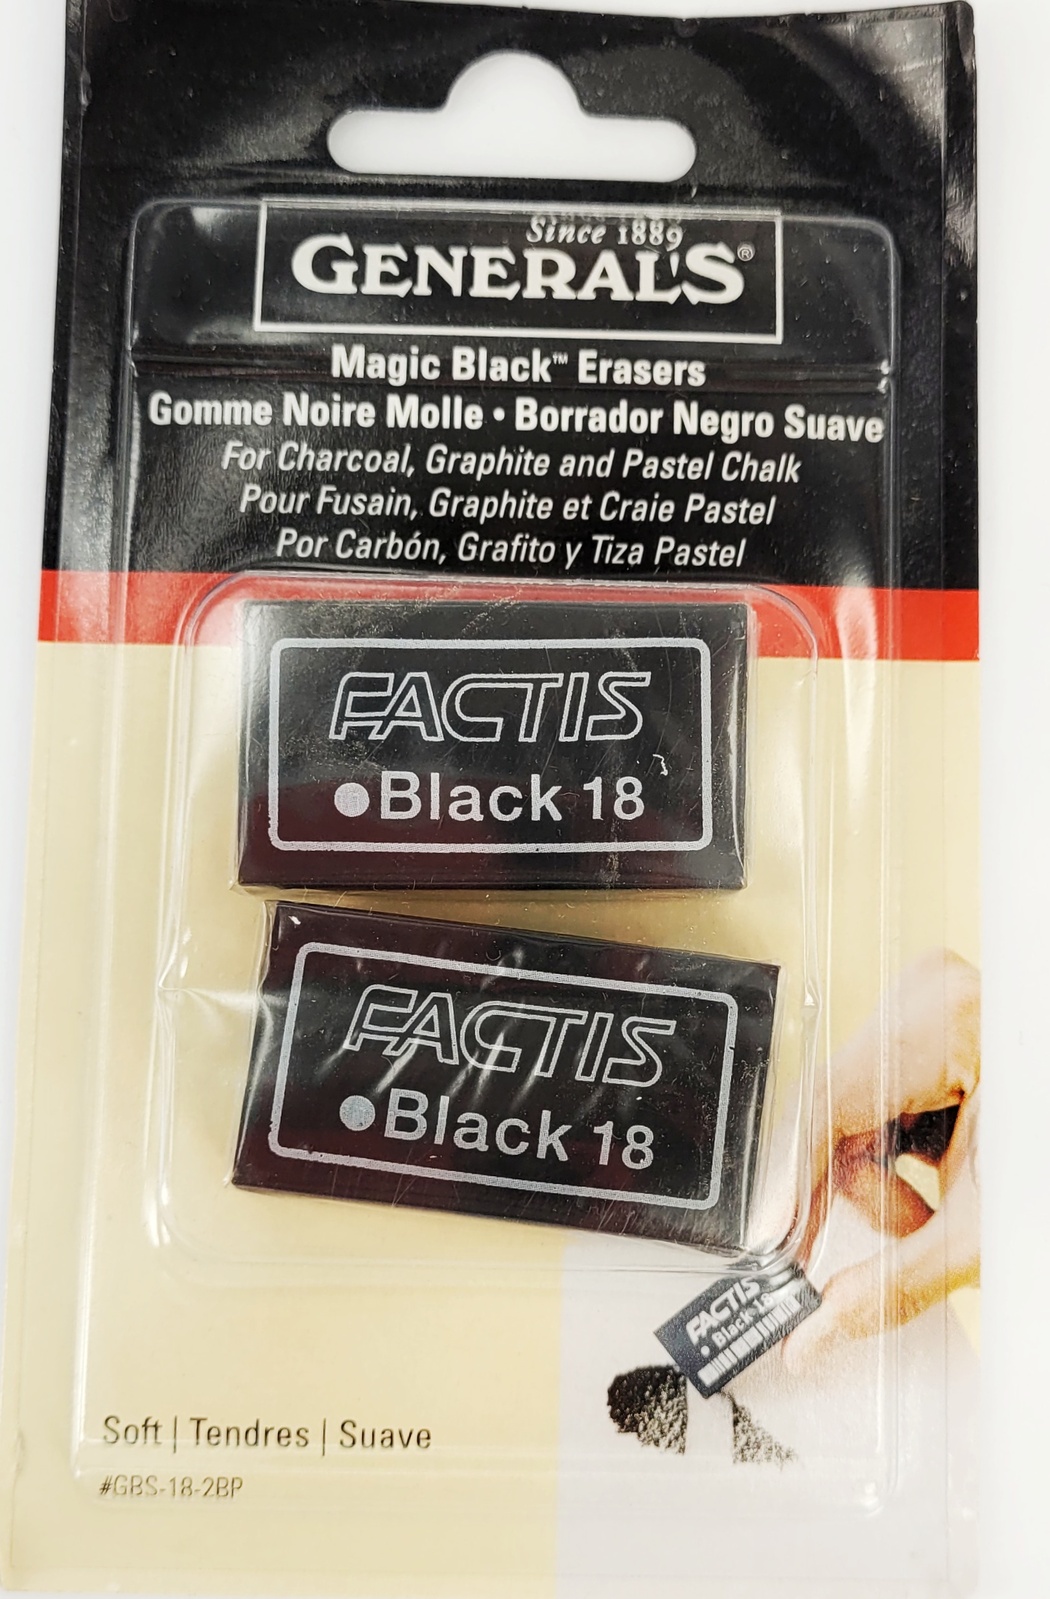 Since 1889
GENERAL'S®
Magic Black™ Erasers
Gomme Noire Molle • Borrador Negro Suave
For Charcoal, Graphite and Pastel Chalk
Pour Fusain, Graphite et Craie Pastel
Por Carbón, Grafito y Tiza Pastel
FACTIS
●Black 18
FACTIS
●Black 18
FACTIS
• Black 18
Soft | Tendres | Suave
#GBS-18-2BP